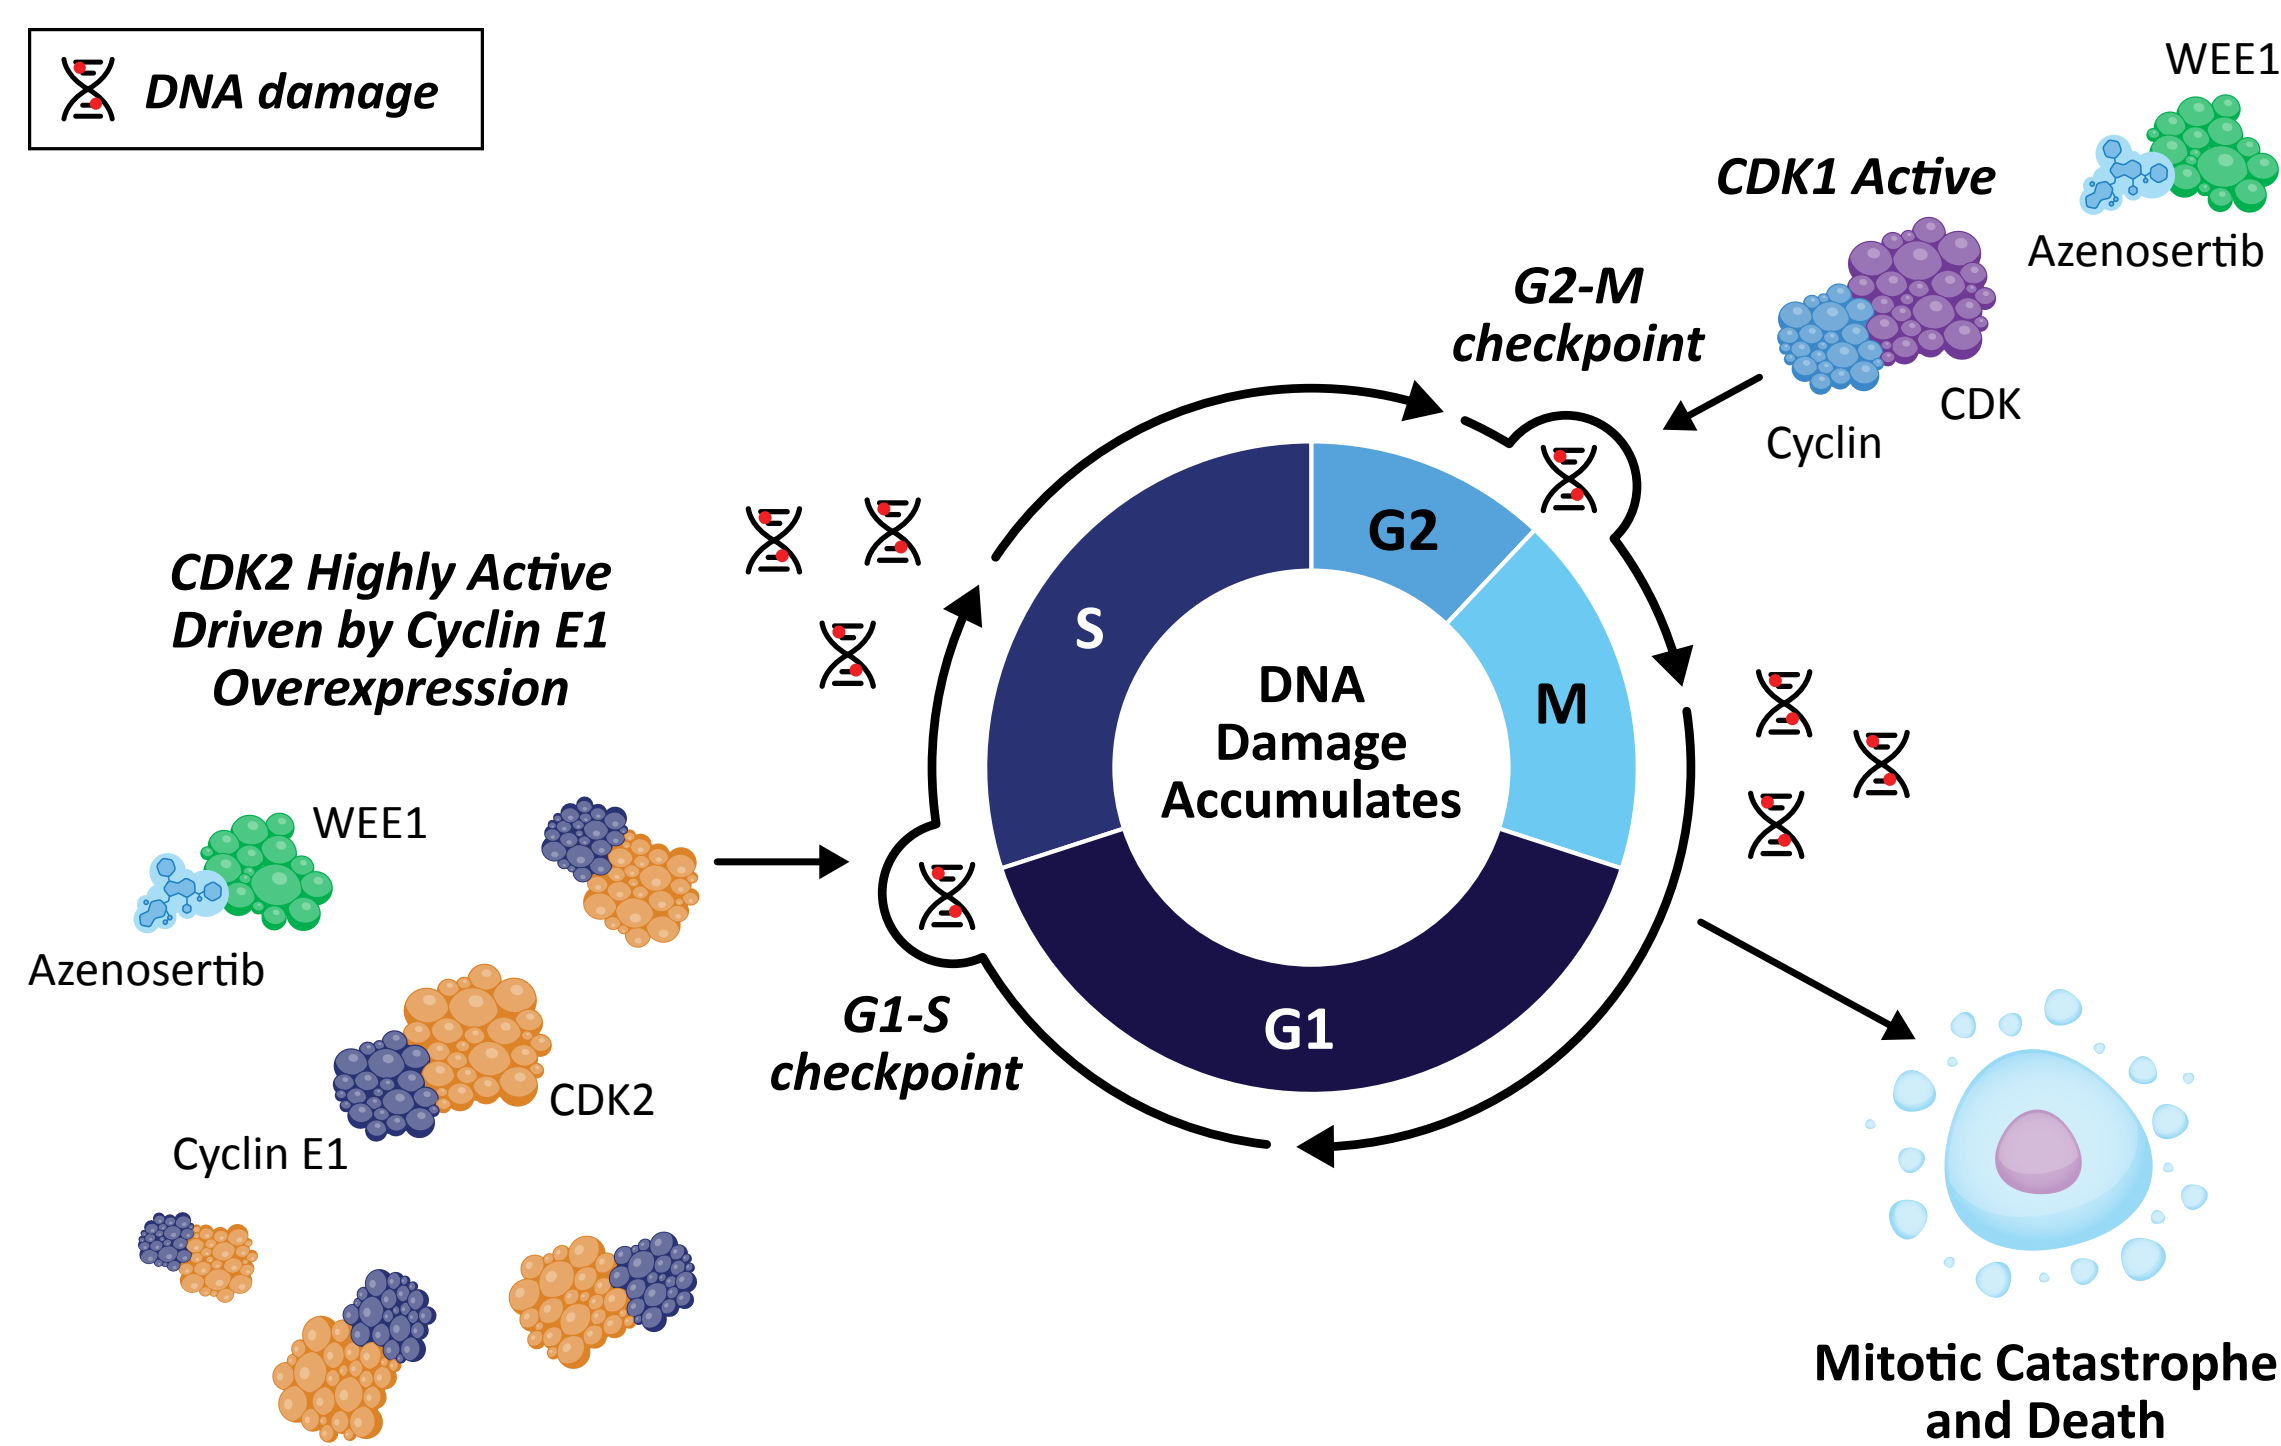 DNA damage
WEE1
CDK1 Active
Azenosertib
G2-M
checkpoint
CDK
Cyclin
CDK2 Highly Active
Driven by Cyclin E1
Overexpression
G2
S
M
DNA
Damage
Accumulates
WEE1
Azenosertib
G1-S
checkpoint
G1
CDK2
Cyclin E1
Mitotic Catastrophe
and Death